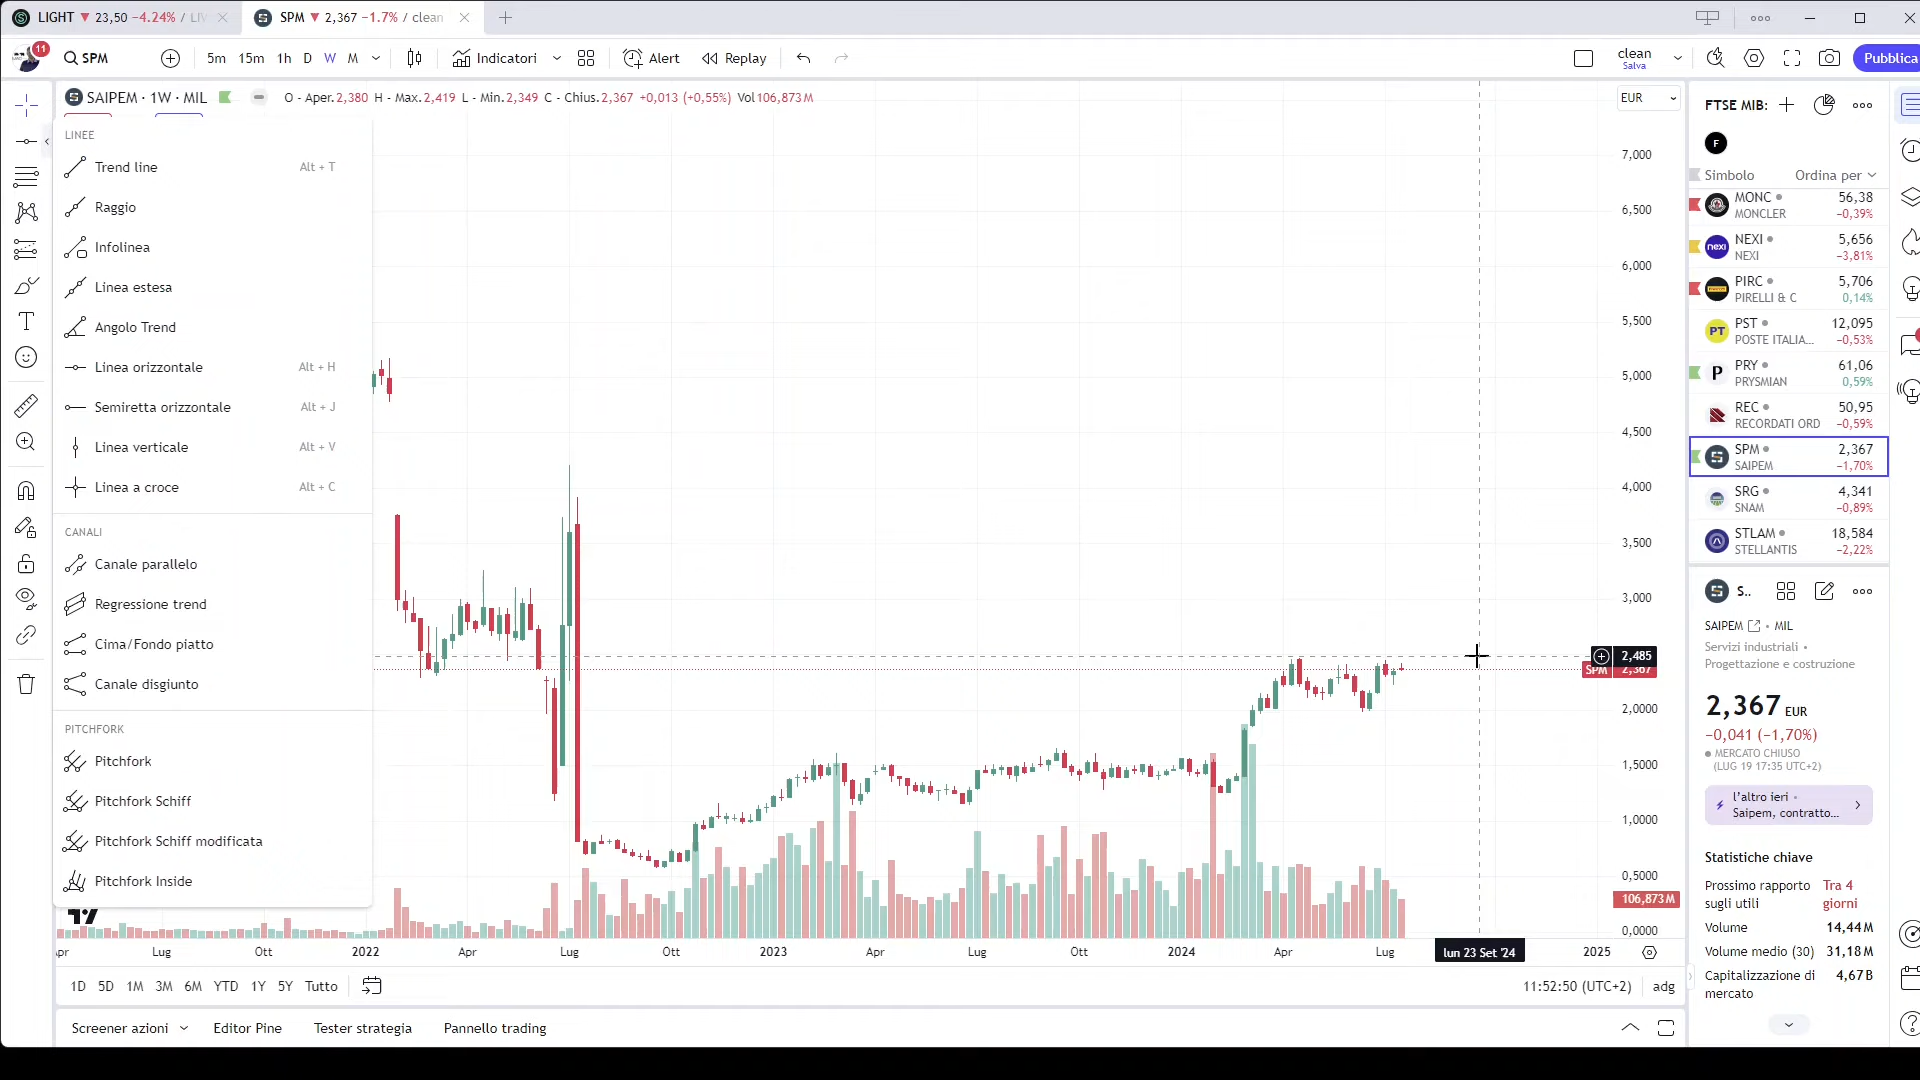 LIGHT ▼ 23,50 −4.24% / LIV
SPM ▼ 2,367 −1.7% / clean
11
SPM
5m 15m 1h D W M
Indicatori
Alert
Replay
clean
Salva
Pubblica
SAIPEM · 1W · MIL
O - Aper.2,380 H - Max.2,419 L - Min.2,349 C - Chius.2,367 +0,013 (+0,55%) Vol106,873 M
EUR
LINEE
Trend line Alt + T
Raggio
Infolinea
Linea estesa
Angolo Trend
Linea orizzontale Alt + H
Semiretta orizzontale Alt + J
Linea verticale Alt + V
Linea a croce Alt + C
CANALI
Canale parallelo
Regressione trend
Cima/Fondo piatto
Canale disgiunto
PITCHFORK
Pitchfork
Pitchfork Schiff
Pitchfork Schiff modificata
Pitchfork Inside
7,000
6,500
6,000
5,500
5,000
4,500
4,000
3,500
3,000
2,485
SPM 2,367
2,0000
1,5000
1,0000
0,5000
106,873 M
0,0000
Apr Lug Ott 2022 Apr Lug Ott 2023 Apr Lug Ott 2024 Apr Lug lun 23 Set '24 2025
1D 5D 1M 3M 6M YTD 1Y 5Y Tutto
11:52:50 (UTC+2) adg
Screener azioni Editor Pine Tester strategia Pannello trading
FTSE MIB:
F
Simbolo Ordina per
MONC 56,38
MONCLER −0,39%
nexi
NEXI 5,656
NEXI −3,81%
PIRC 5,706
PIRELLI & C 0,14%
PT
PST 12,095
POSTE ITALIA... −0,53%
P
PRY 61,06
PRYSMIAN 0,59%
REC 50,95
RECORDATI ORD −0,59%
SPM 2,367
SAIPEM −1,70%
SRG 4,341
SNAM −0,89%
STLAM 18,584
STELLANTIS −2,22%
S..
SAIPEM • MIL
Servizi industriali •
Progettazione e costruzione
2,367 EUR
−0,041 (−1,70%)
MERCATO CHIUSO
(LUG 19 17:35 UTC+2)
l'altro ieri •
Saipem, contratto...
Statistiche chiave
Prossimo rapporto Tra 4
sugli utili giorni
Volume 14,44 M
Volume medio (30) 31,18 M
Capitalizzazione di 4,67 B
mercato